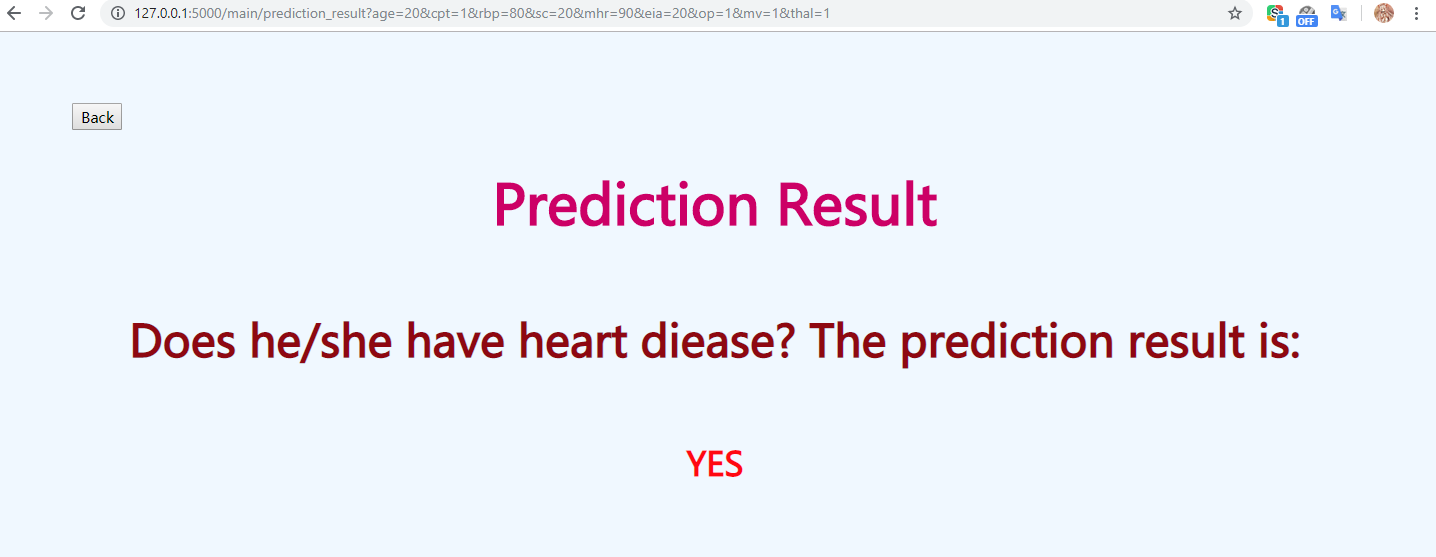 127.0.0.1:5000/main/prediction_result?age=20&cpt=1&rbp=80&sc=20&mhr=90&eia=20&op=1&mv=1&thal=1
1 OFF G
Back
Prediction Result
Does he/she have heart diease? The prediction result is:
YES